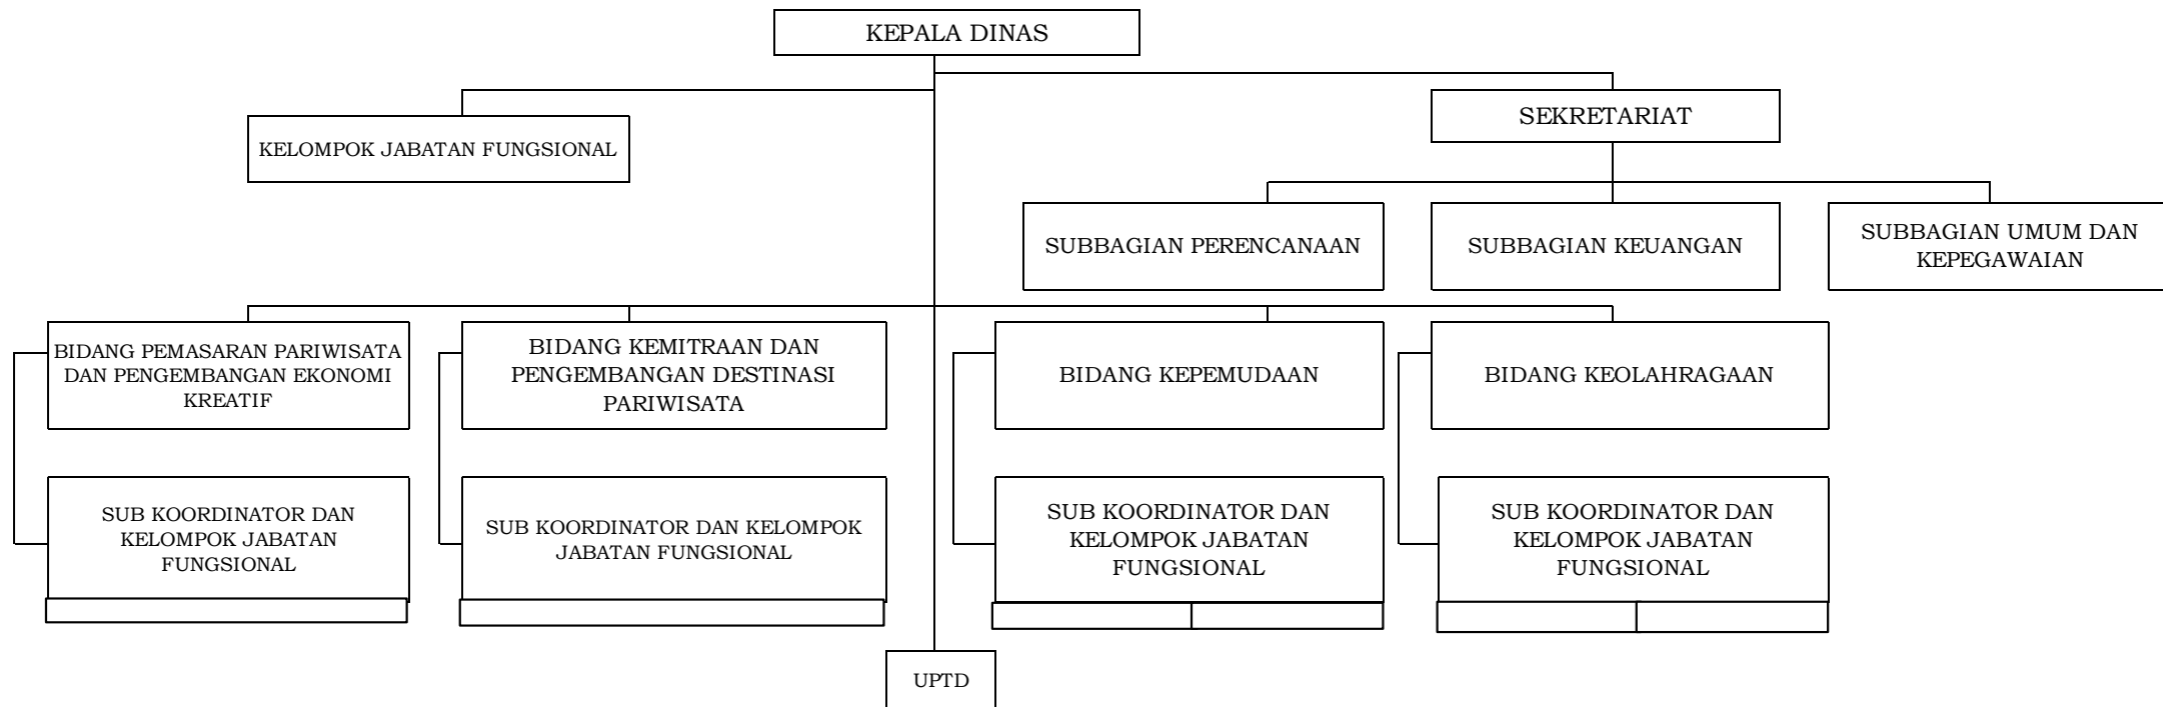 KEPALA DINAS
SEKRETARIAT
KELOMPOK JABATAN FUNGSIONAL
SUBBAGIAN PERENCANAAN
SUBBAGIAN KEUANGAN
SUBBAGIAN UMUM DAN
KEPEGAWAIAN
BIDANG PEMASARAN PARIWISATA
DAN PENGEMBANGAN EKONOMI
KREATIF
BIDANG KEMITRAAN DAN
PENGEMBANGAN DESTINASI
PARIWISATA
BIDANG KEPEMUDAAN
BIDANG KEOLAHRAGAAN
SUB KOORDINATOR DAN
KELOMPOK JABATAN
FUNGSIONAL
SUB KOORDINATOR DAN KELOMPOK
JABATAN FUNGSIONAL
SUB KOORDINATOR DAN
KELOMPOK JABATAN
FUNGSIONAL
SUB KOORDINATOR DAN
KELOMPOK JABATAN
FUNGSIONAL
UPTD